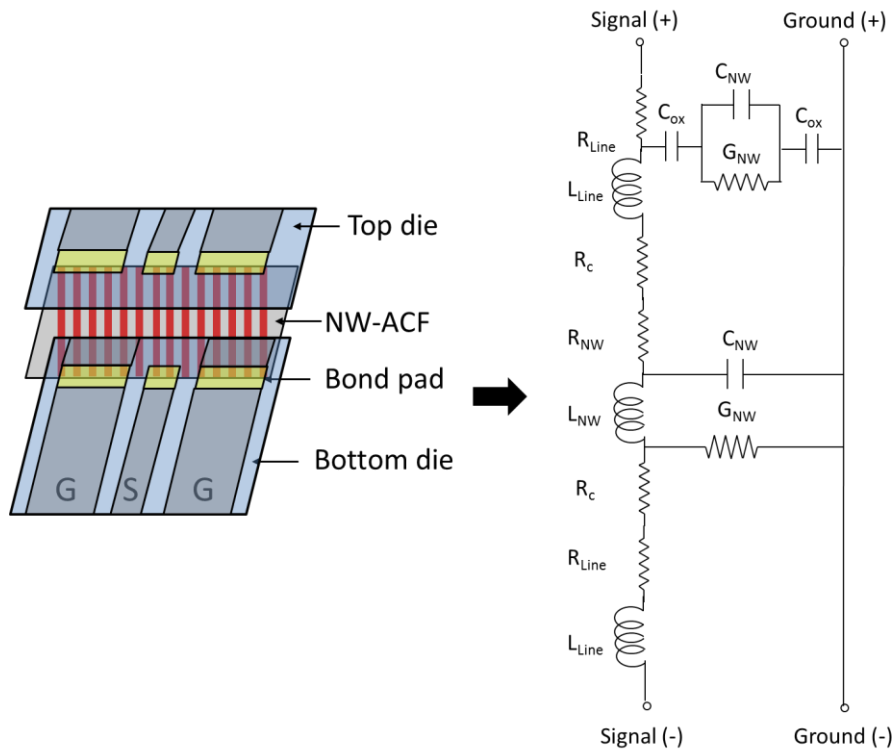 Top die
NW-ACF
Bond pad
Bottom die
G S G
Signal (+)
Ground (+)
C_NW
C_ox
C_ox
G_NW
R_Line
L_Line
R_c
R_NW
C_NW
L_NW
G_NW
R_c
R_Line
L_Line
Signal (-)
Ground (-)